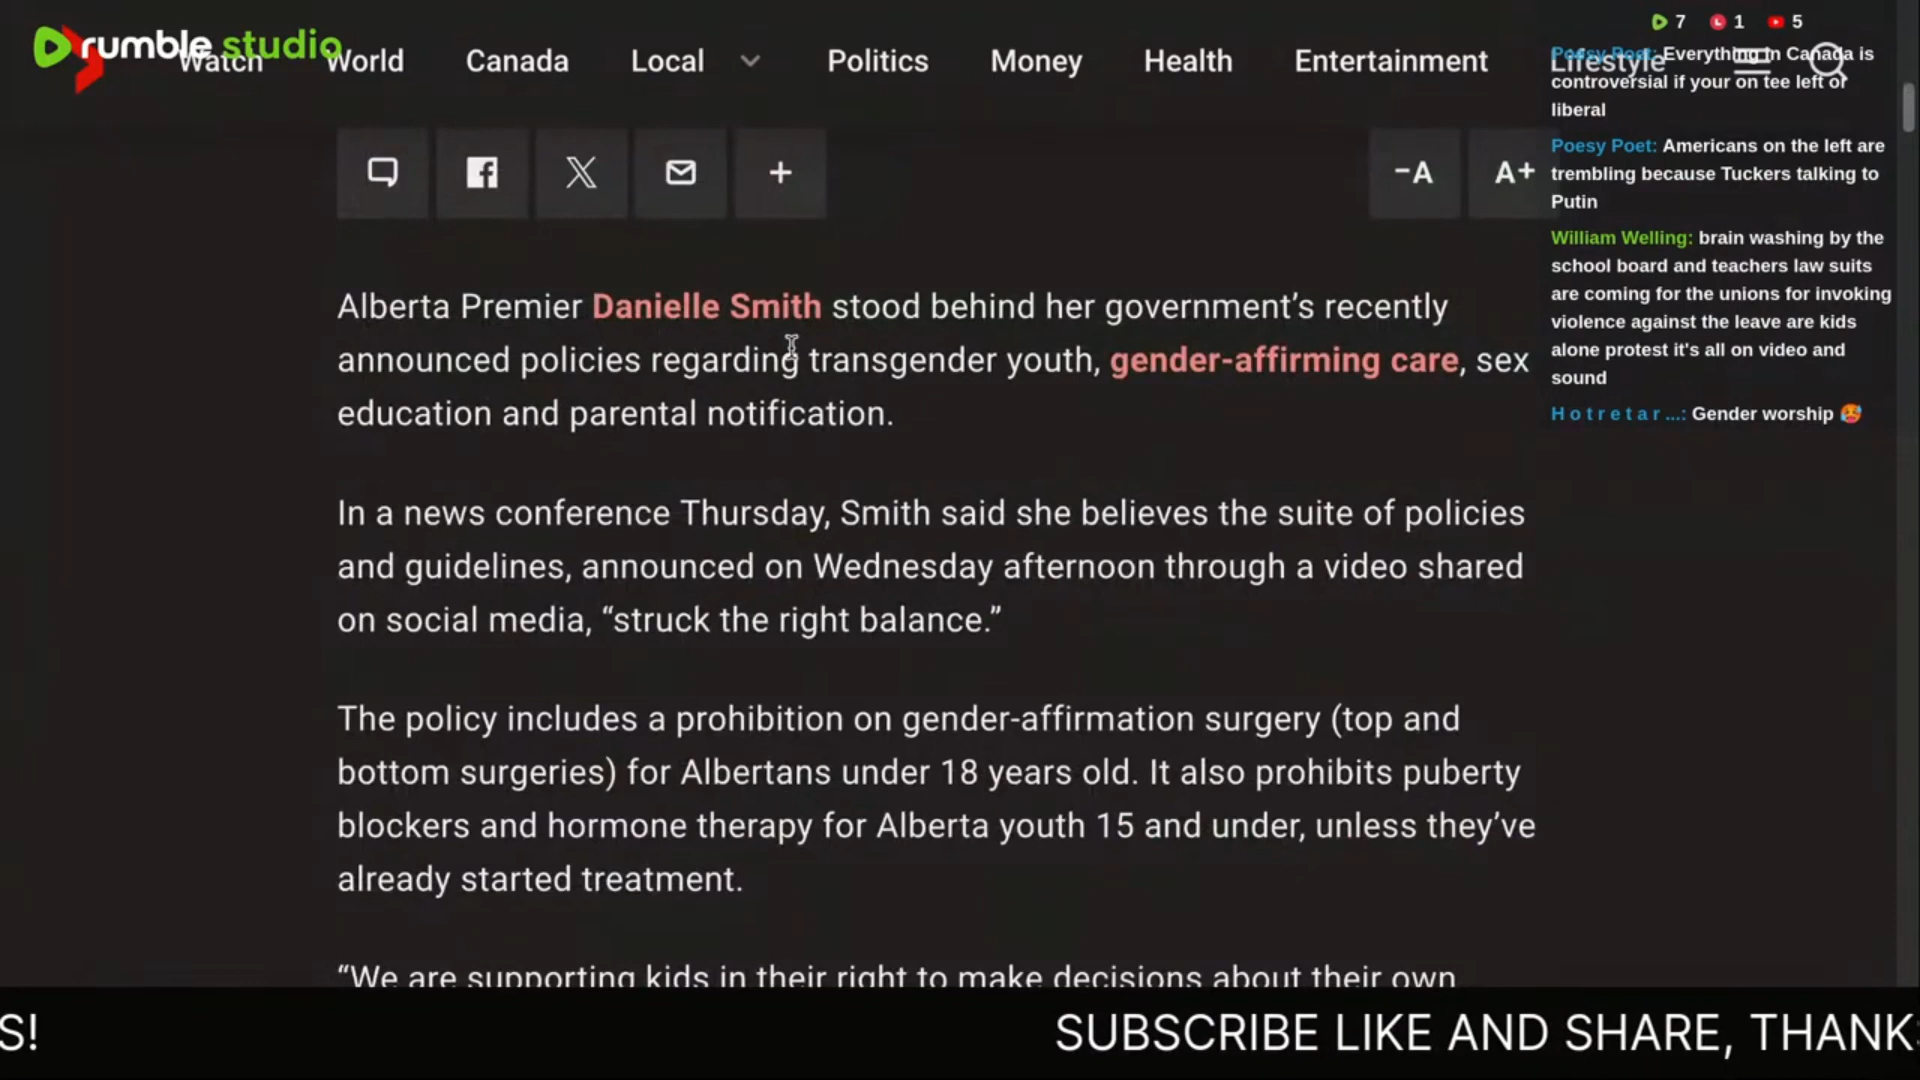 rumble studio
Watch World Canada Local Politics Money Health Entertainment Lifestyle
7 1 5
Poesy Poet: Everything in Canada is
controversial if your on tee left or
liberal
Poesy Poet: Americans on the left are
trembling because Tuckers talking to
Putin
William Welling: brain washing by the
school board and teachers law suits
are coming for the unions for invoking
violence against the leave are kids
alone protest it's all on video and
sound
H o t r e t a r ...: Gender worship 🥵
-A A+
Alberta Premier Danielle Smith stood behind her government’s recently
announced policies regarding transgender youth, gender-affirming care, sex
education and parental notification.
In a news conference Thursday, Smith said she believes the suite of policies
and guidelines, announced on Wednesday afternoon through a video shared
on social media, “struck the right balance.”
The policy includes a prohibition on gender-affirmation surgery (top and
bottom surgeries) for Albertans under 18 years old. It also prohibits puberty
blockers and hormone therapy for Alberta youth 15 and under, unless they’ve
already started treatment.
“We are supporting kids in their right to make decisions about their own
S! SUBSCRIBE LIKE AND SHARE, THANK